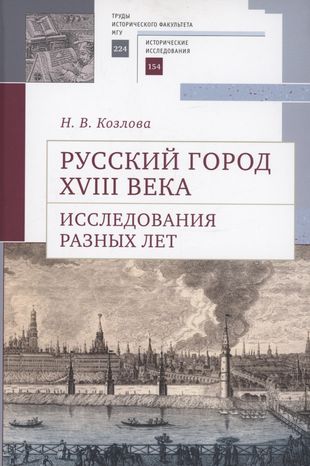 ТРУДЫ
ИСТОРИЧЕСКОГО ФАКУЛЬТЕТА
МГУ
224
ИСТОРИЧЕСКИЕ
ИССЛЕДОВАНИЯ
154
Н. В. Козлова
РУССКИЙ ГОРОД
XVIII ВЕКА
ИССЛЕДОВАНИЯ
РАЗНЫХ ЛЕТ